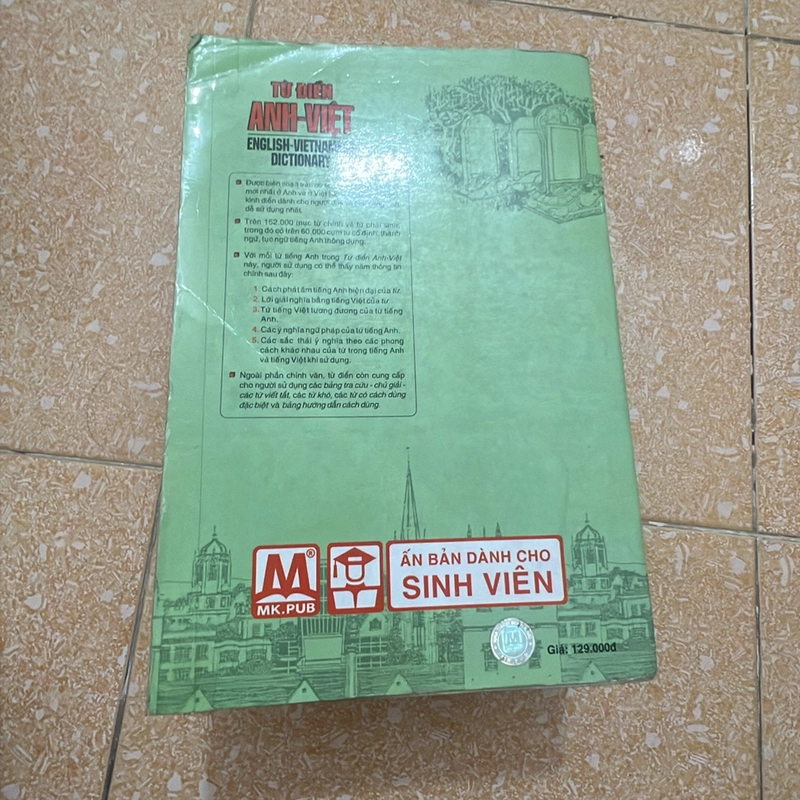 TỪ ĐIỂN
ANH-VIỆT
ENGLISH-VIETNAM
DICTIONARY
Được biên soạn trên cơ sở
mới nhất ở Anh và ở Việt
kinh điển dành cho người
dễ sử dụng nhất.
Trên 152.000 mục từ chính và từ phái sinh,
trong đó có trên 60.000 cụm từ cố định, thành
ngữ, tục ngữ tiếng Anh thông dụng.
Với mỗi từ tiếng Anh trong Từ điển Anh-Việt
này, người sử dụng có thể thấy năm thông tin
chính sau đây:
1. Cách phát âm tiếng Anh hiện đại của từ.
2. Lời giải nghĩa bằng tiếng Việt của từ.
3. Từ tiếng Việt tương đương của từ tiếng
Anh.
4. Các ý nghĩa ngữ pháp của từ tiếng Anh.
5. Các sắc thái ý nghĩa theo các phong
cách khác nhau của từ trong tiếng Anh
và tiếng Việt khi sử dụng.
Ngoài phần chính văn, từ điển còn cung cấp
cho người sử dụng các bảng tra cứu - chú giải -
các từ viết tắt, các từ khó, các từ có cách dùng
đặc biệt và bảng hướng dẫn cách dùng.
M®
MK.PUB
ẤN BẢN DÀNH CHO
SINH VIÊN
Giá: 129.000đ